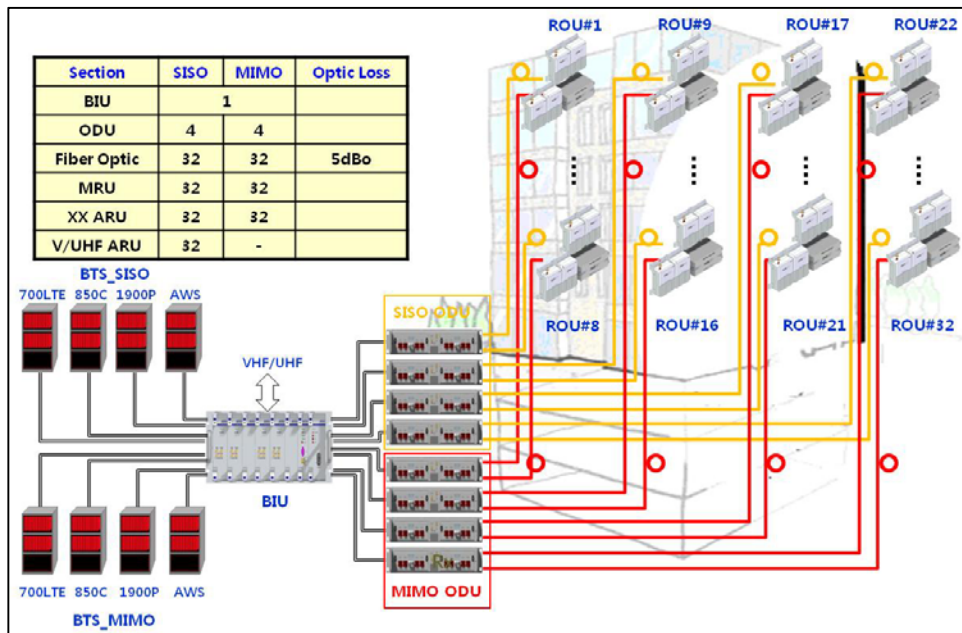 ROU#1 ROU#9 ROU#17 ROU#22
Section SISO MIMO Optic Loss
BIU 1
ODU 4 4
Fiber Optic 32 32 5dBo
MRU 32 32
XX ARU 32 32
V/UHF ARU 32 -
BTS_SISO
700LTE 850C 1900P AWS
ROU#8 ROU#16 ROU#21 ROU#32
SISO ODU
VHF/UHF
BIU
700LTE 850C 1900P AWS
MIMO ODU
BTS_MIMO